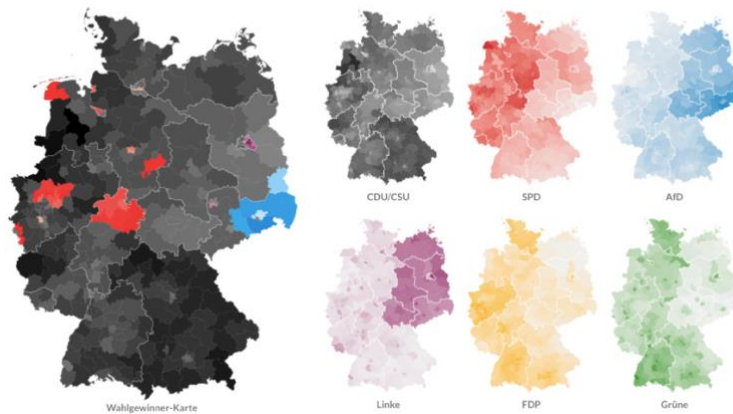 CDU/CSU
SPD
AfD
Wahlgewinner-Karte
Linke
FDP
Grüne